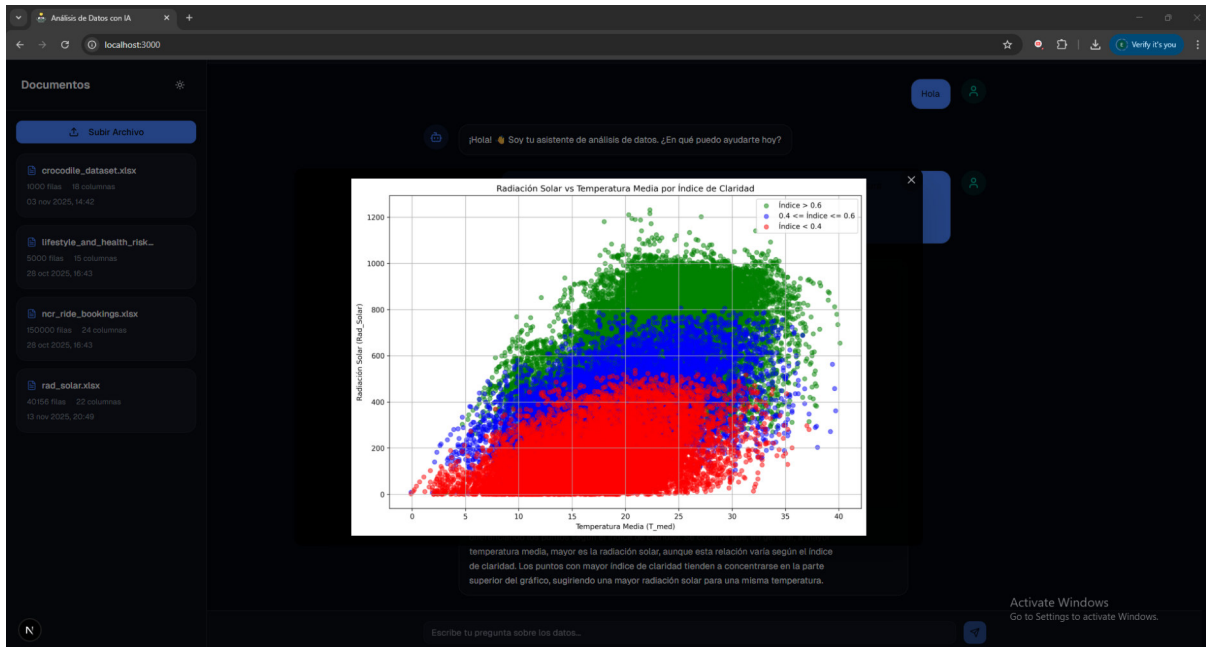 Análisis de Datos con IA
localhost:3000
Verify it's you
Documentos
Subir Archivo
crocodile_dataset.xlsx
1000 filas 18 columnas
03 nov 2025, 14:42
lifestyle_and_health_risk...
5000 filas 15 columnas
28 oct 2025, 16:43
ncr_ride_bookings.xlsx
150000 filas 24 columnas
28 oct 2025, 16:43
rad_solar.xlsx
40156 filas 22 columnas
13 nov 2025, 20:49
N
Hola
¡Hola! 👋 Soy tu asistente de análisis de datos. ¿En qué puedo ayudarte hoy?
Radiación Solar vs Temperatura Media por Índice de Claridad
Índice > 0.6
0.4 <= Índice <= 0.6
Índice < 0.4
Radiación Solar (Rad_Solar)
1200
1000
800
600
400
200
0
0 5 10 15 20 25 30 35 40
Temperatura Media (T_med)
temperatura media, mayor es la radiación solar, aunque esta relación varía según el índice
de claridad. Los puntos con mayor índice de claridad tienden a concentrarse en la parte
superior del gráfico, sugiriendo una mayor radiación solar para una misma temperatura.
Escribe tu pregunta sobre los datos...
Activate Windows
Go to Settings to activate Windows.